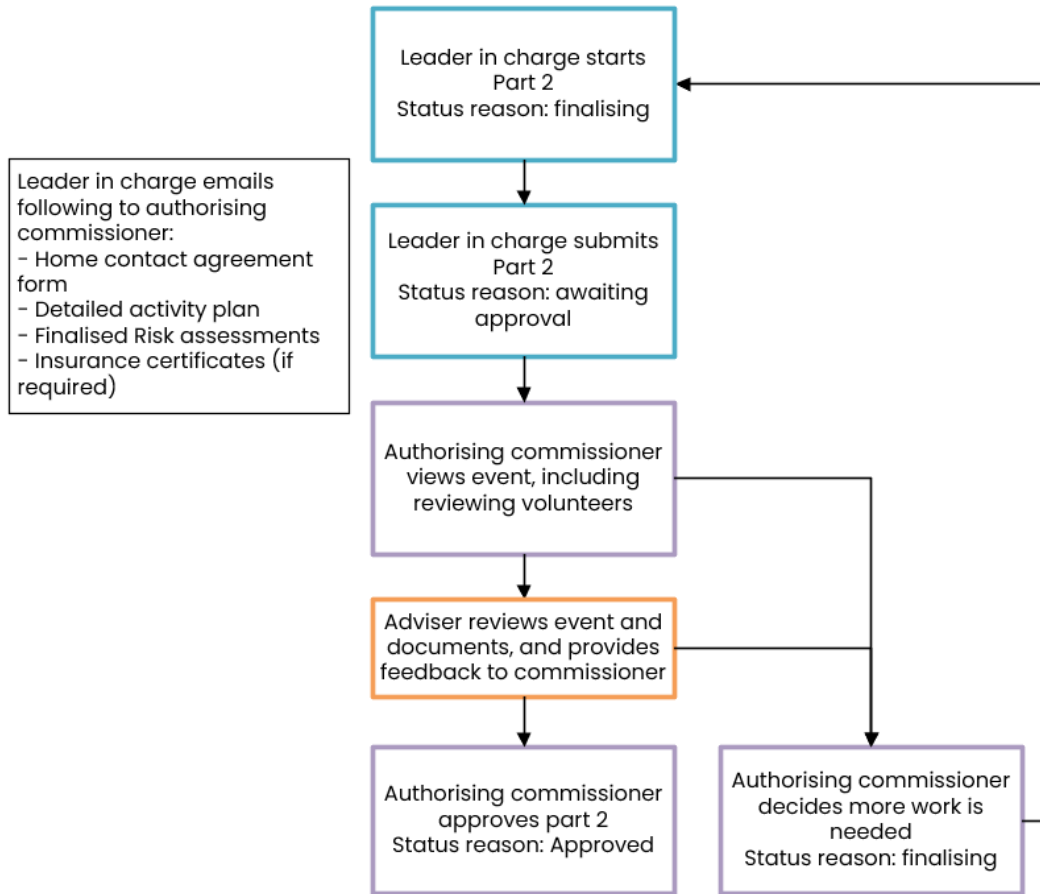 Leader in charge starts
Part 2
Status reason: finalising
Leader in charge emails
following to authorising
commissioner:
- Home contact agreement
form
- Detailed activity plan
- Finalised Risk assessments
- Insurance certificates (if
required)
Leader in charge submits
Part 2
Status reason: awaiting
approval
Authorising commissioner
views event, including
reviewing volunteers
Adviser reviews event and
documents, and provides
feedback to commissioner
Authorising commissioner
approves part 2
Status reason: Approved
Authorising commissioner
decides more work is
needed
Status reason: finalising